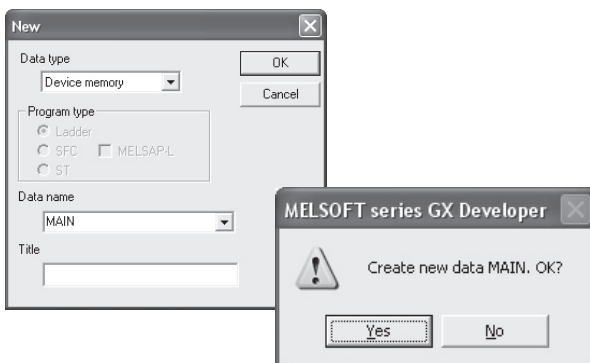 New
Data type
OK
Device memory
Cancel
Program type
Ladder
SFC MELSAP-L
ST
Data name
MAIN
Title
MELSOFT series GX Developer
Create new data MAIN. OK?
Yes No